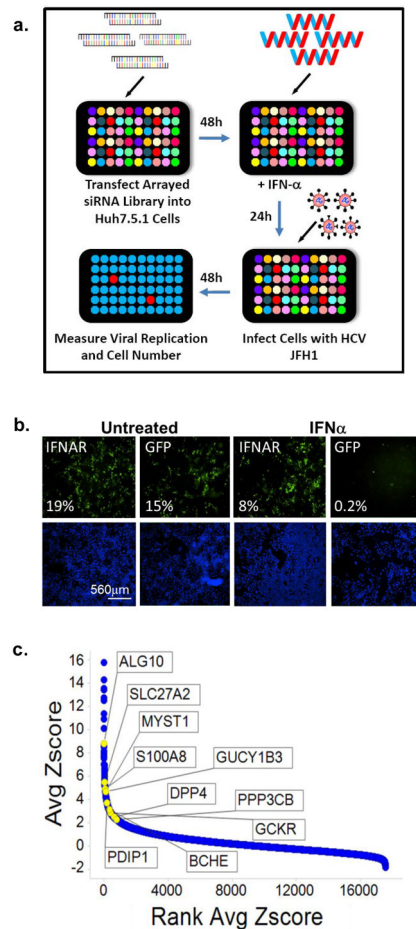 a.
48h
Transfect Arrayed
siRNA Library into
Huh7.5.1 Cells
+ IFN-α
24h
48h
Measure Viral Replication
and Cell Number
Infect Cells with HCV
JFH1
b.
Untreated
IFNα
IFNAR
GFP
IFNAR
GFP
19%
15%
8%
0.2%
560µm
c.
Avg Zscore
16
14
12
10
8
6
4
2
0
-2
ALG10
SLC27A2
MYST1
S100A8
GUCY1B3
DPP4
PPP3CB
GCKR
PDIP1
BCHE
0
4000
8000
12000
16000
Rank Avg Zscore